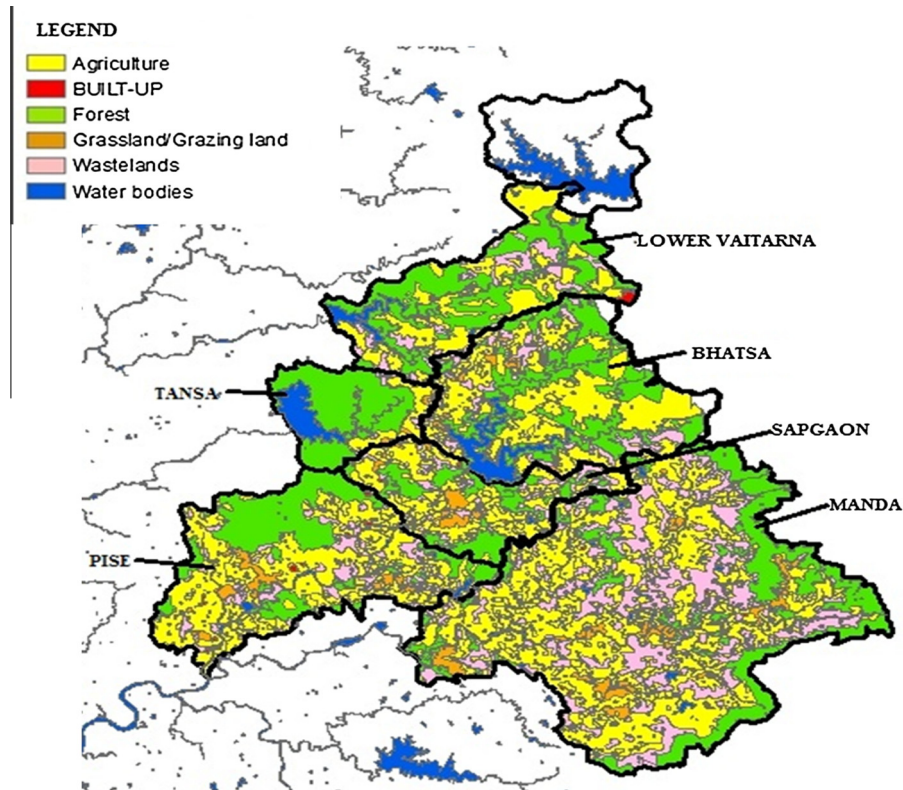 LEGEND
Agriculture
BUILT-UP
Forest
Grassland/Grazing land
Wastelands
Water bodies
LOWER VAITARNA
BHATSA
TANSA
SAPGAON
MANDA
PISE